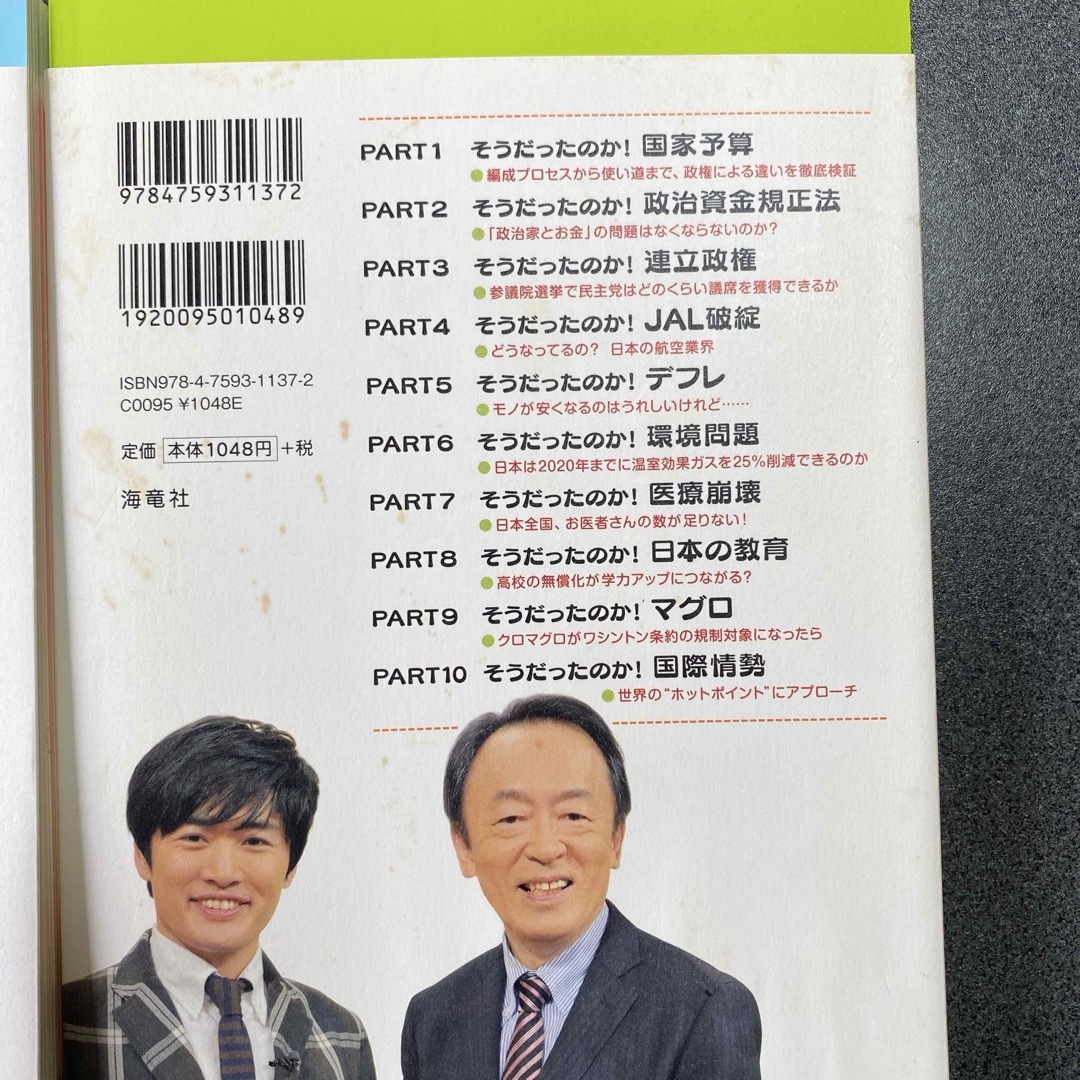 9784759311372
1920095010489
ISBN978-4-7593-1137-2
C0095 ¥1048E
定価 本体1048円+税
海竜社
PART1 そうだったのか! 国家予算
●編成プロセスから使い道まで、政権による違いを徹底検証
PART2 そうだったのか! 政治資金規正法
●「政治家とお金」の問題はなくならないのか?
PART3 そうだったのか! 連立政権
●参議院選挙で民主党はどのくらい議席を獲得できるか
PART4 そうだったのか! JAL破綻
●どうなってるの? 日本の航空業界
PART5 そうだったのか! デフレ
●モノが安くなるのはうれしいけれど……
PART6 そうだったのか! 環境問題
●日本は2020年までに温室効果ガスを25%削減できるのか
PART7 そうだったのか! 医療崩壊
●日本全国、お医者さんの数が足りない!
PART8 そうだったのか! 日本の教育
●高校の無償化が学力アップにつながる?
PART9 そうだったのか! マグロ
●クロマグロがワシントン条約の規制対象になったら
PART10 そうだったのか! 国際情勢
●世界の“ホットポイント”にアプローチ